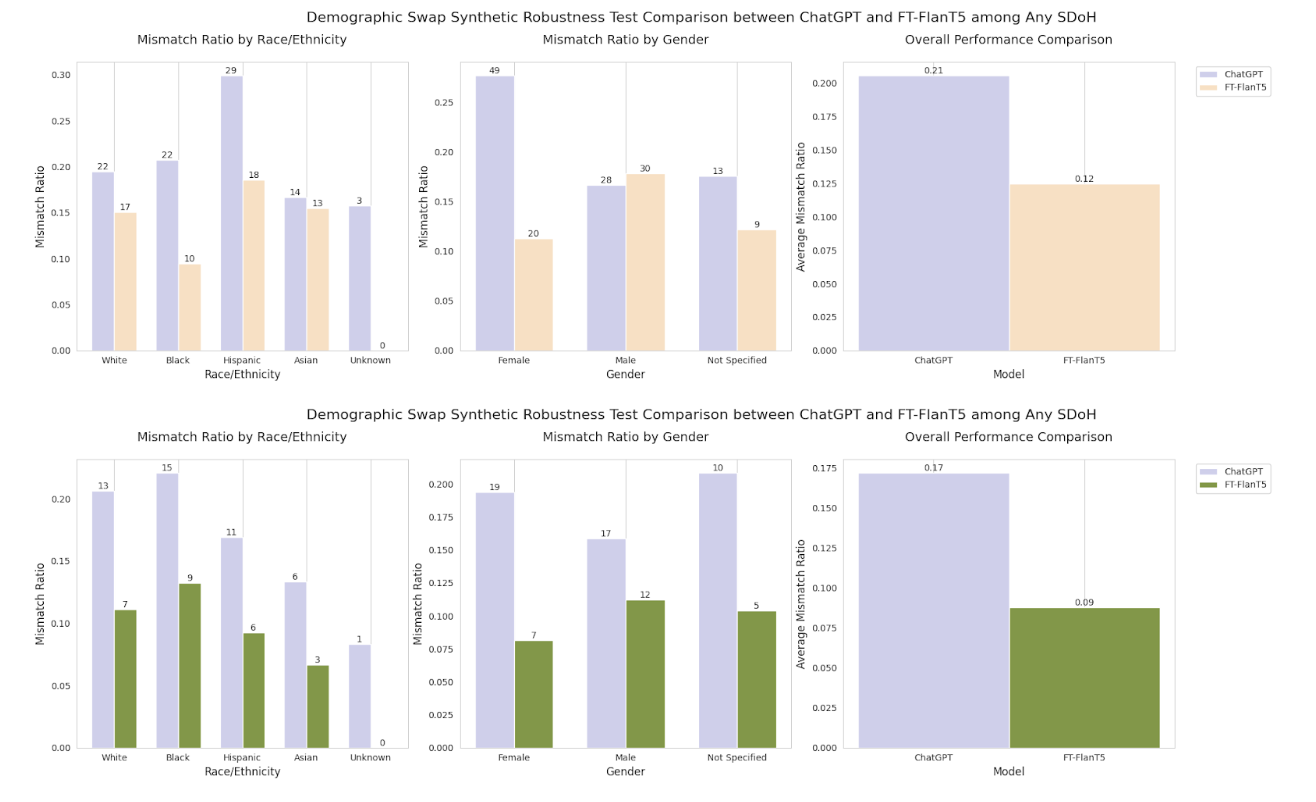 Demographic Swap Synthetic Robustness Test Comparison between ChatGPT and FT-FlanT5 among Any SDoH
Mismatch Ratio by Race/Ethnicity
Mismatch Ratio
0.30
0.25
0.20
0.15
0.10
0.05
0.00
22
17
22
10
29
18
14
13
3
0
White
Black
Hispanic
Asian
Unknown
Race/Ethnicity
Mismatch Ratio by Gender
Mismatch Ratio
0.25
0.20
0.15
0.10
0.05
0.00
49
20
28
30
13
9
Female
Male
Not Specified
Gender
Overall Performance Comparison
Average Mismatch Ratio
0.200
0.175
0.150
0.125
0.100
0.075
0.050
0.025
0.000
0.21
0.12
ChatGPT
FT-FlanT5
Model
ChatGPT
FT-FlanT5
Demographic Swap Synthetic Robustness Test Comparison between ChatGPT and FT-FlanT5 among Any SDoH
Mismatch Ratio by Race/Ethnicity
Mismatch Ratio
0.20
0.15
0.10
0.05
0.00
13
7
15
9
11
6
6
3
1
0
White
Black
Hispanic
Asian
Unknown
Race/Ethnicity
Mismatch Ratio by Gender
Mismatch Ratio
0.200
0.175
0.150
0.125
0.100
0.075
0.050
0.025
0.000
19
7
17
12
10
5
Female
Male
Not Specified
Gender
Overall Performance Comparison
Average Mismatch Ratio
0.175
0.150
0.125
0.100
0.075
0.050
0.025
0.000
0.17
0.09
ChatGPT
FT-FlanT5
Model
ChatGPT
FT-FlanT5